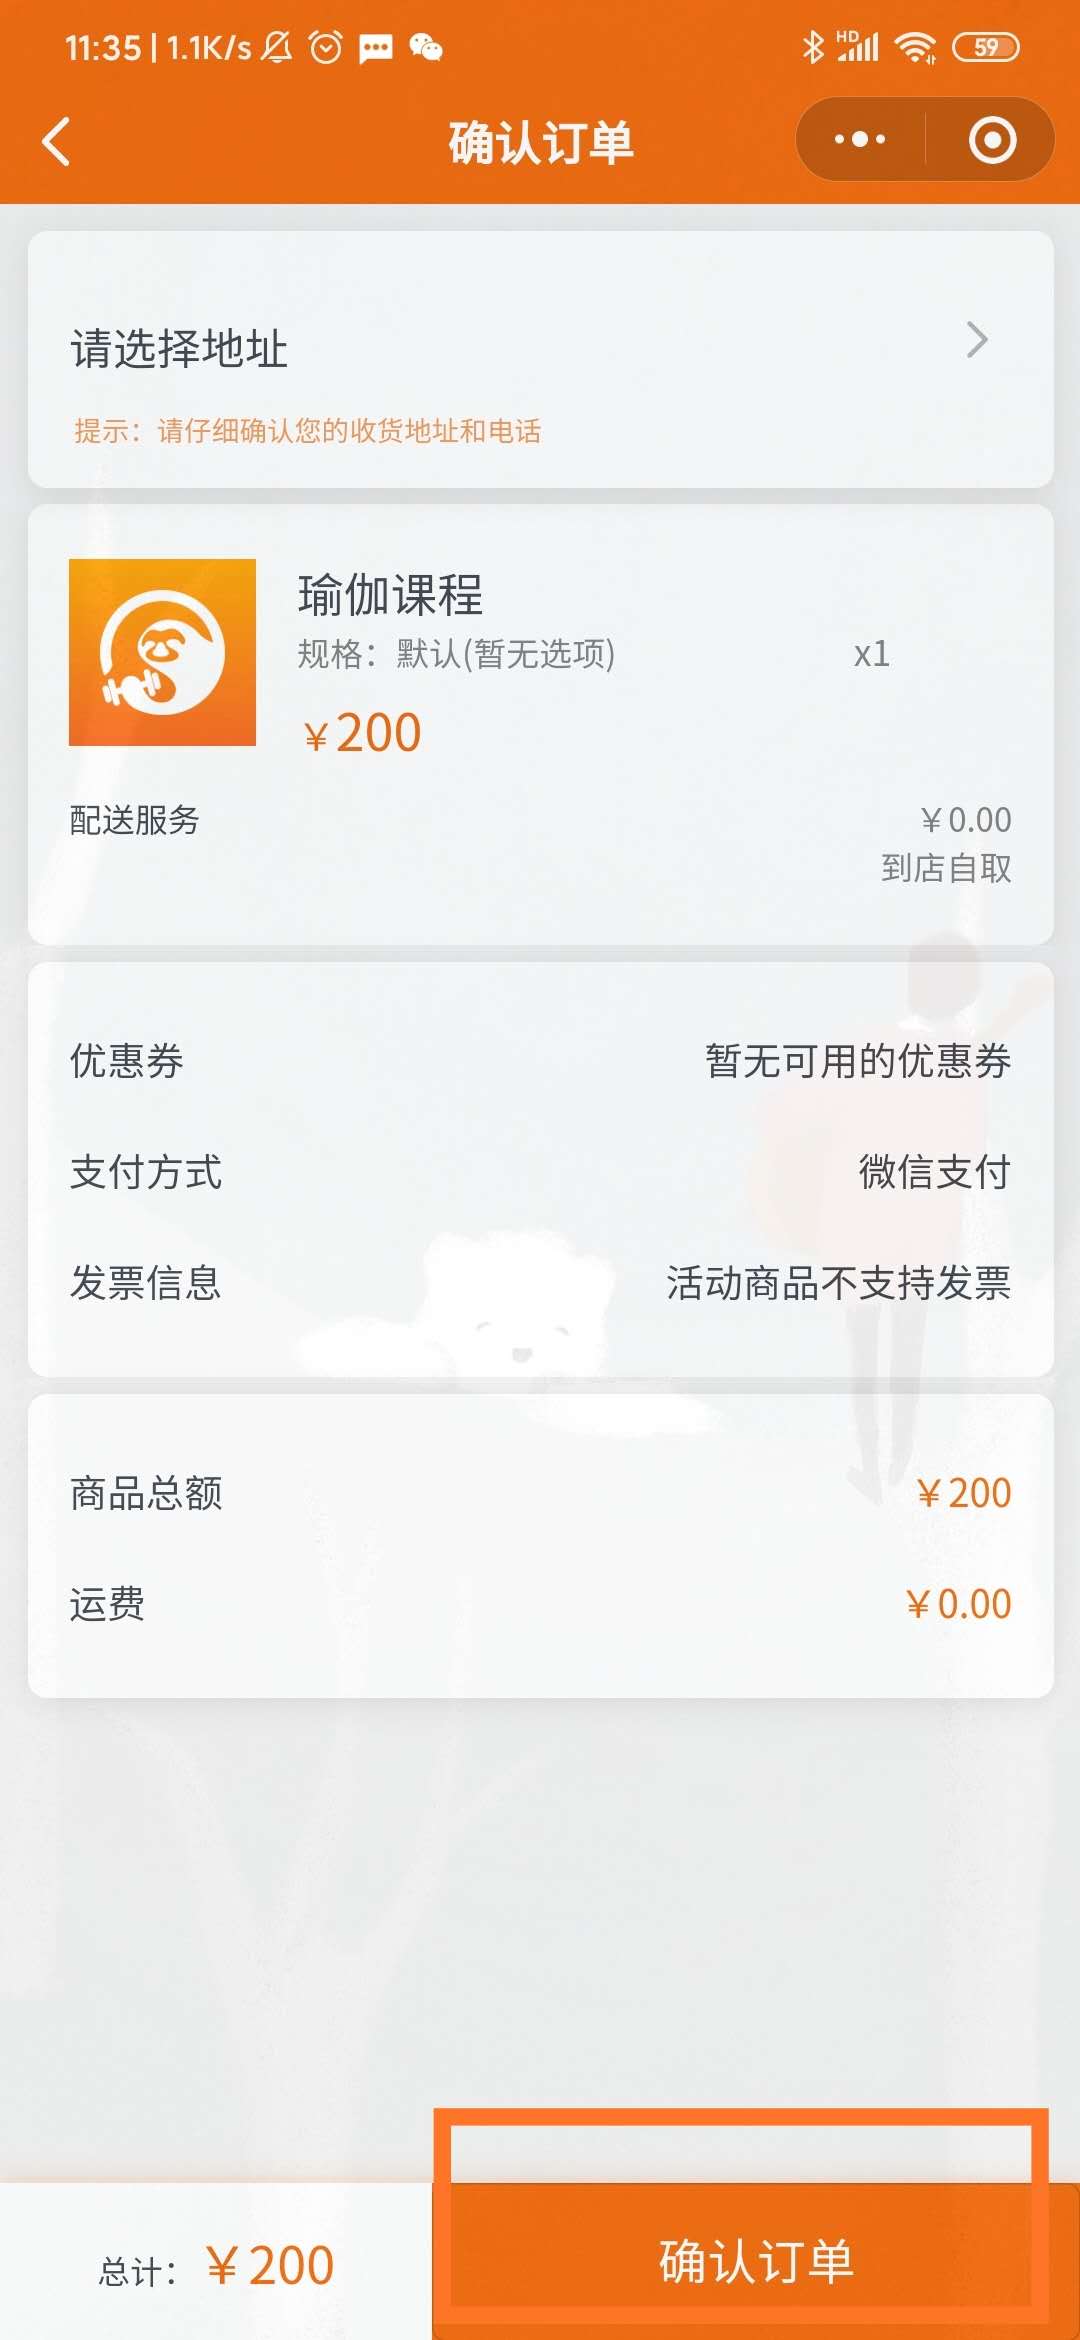 11:35 | 1.1K/s HD 59
确认订单
请选择地址
提示：请仔细确认您的收货地址和电话
瑜伽课程
规格：默认(暂无选项) x1
￥200
配送服务 ￥0.00
到店自取
优惠券 暂无可用的优惠券
支付方式 微信支付
发票信息 活动商品不支持发票
商品总额 ￥200
运费 ￥0.00
总计：￥200 确认订单